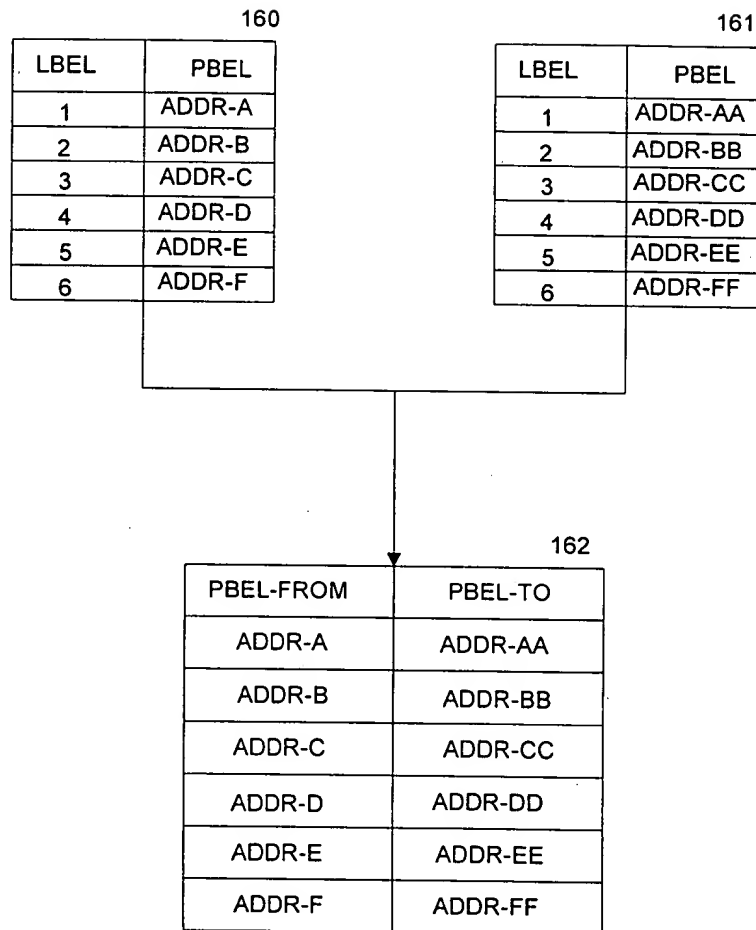 160
LBEL PBEL
1 ADDR-A
2 ADDR-B
3 ADDR-C
4 ADDR-D
5 ADDR-E
6 ADDR-F
161
LBEL PBEL
1 ADDR-AA
2 ADDR-BB
3 ADDR-CC
4 ADDR-DD
5 ADDR-EE
6 ADDR-FF
162
PBEL-FROM PBEL-TO
ADDR-A ADDR-AA
ADDR-B ADDR-BB
ADDR-C ADDR-CC
ADDR-D ADDR-DD
ADDR-E ADDR-EE
ADDR-F ADDR-FF